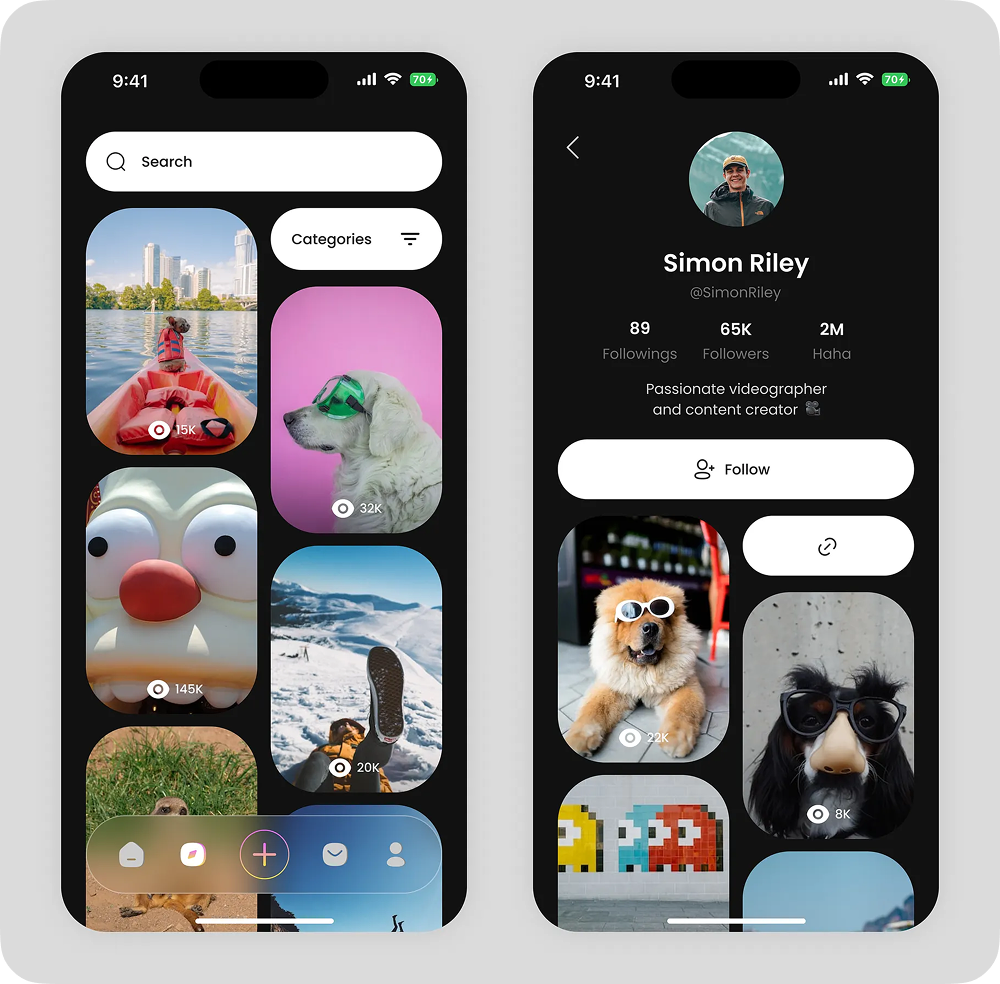 9:41
70
Search
Categories
15K
32K
145K
20K
9:41
70
Simon Riley
@SimonRiley
89
65K
2M
Followings
Followers
Haha
Passionate videographer
and content creator 🎥
Follow
22K
8K